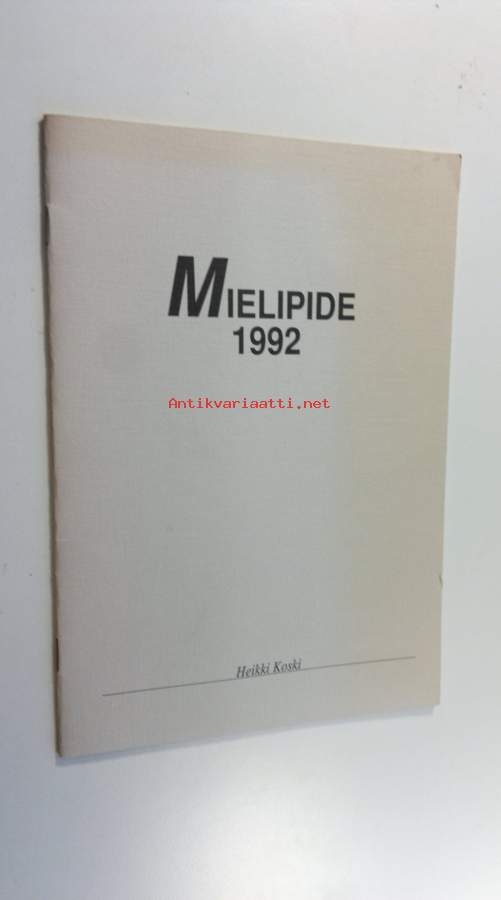 MIELIPIDE
1992
Antikvariaatti.net
Heikki Koski